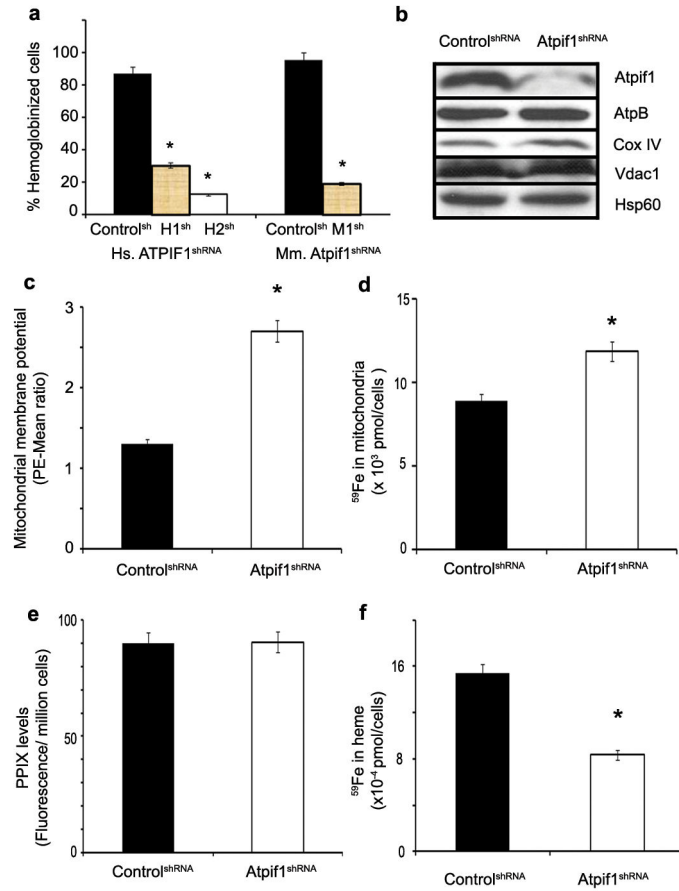 a
% Hemoglobinized cells
100
80
60
40
20
0
*
*
*
Control^sh H1^sh H2^sh
Control^sh M1^sh
Hs. ATPIF1^shRNA
Mm. Atpif1^shRNA
b
Control^shRNA Atpif1^shRNA
Atpif1
AtpB
Cox IV
Vdac1
Hsp60
c
Mitochondrial membrane potential
(PE-Mean ratio)
3
2
1
0
*
Control^shRNA Atpif1^shRNA
d
59Fe in mitochondria
(x 10^3 pmol/cells)
15
10
5
0
*
Control^shRNA Atpif1^shRNA
e
PPIX levels
(Fluorescence/ million cells)
100
50
0
Control^shRNA Atpif1^shRNA
f
59Fe in heme
(x10^-4 pmol/cells)
16
8
0
*
Control^shRNA Atpif1^shRNA